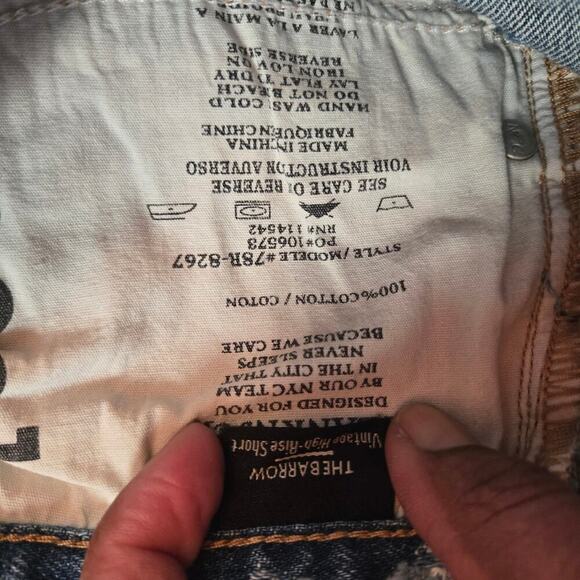 THE BARROW
Vintage High-Rise Short
DESIGNED FOR YOU
BY OUR NYC TEAM
IN THE CITY THAT
NEVER SLEEPS
BECAUSE WE CARE
100% COTTON / COTON
STYLE / MODELE #78R-8267
PO#106573
RN# 114542
SEE CARE ON REVERSE
VOIR INSTRUCTION AU VERSO
MADE IN CHINA
FABRIQUE EN CHINE
HAND WASH COLD
DO NOT BEACH
LAY FLAT TO DRY
IRON LOW ON
REVERSE SIDE
LAVER A LA MAIN A